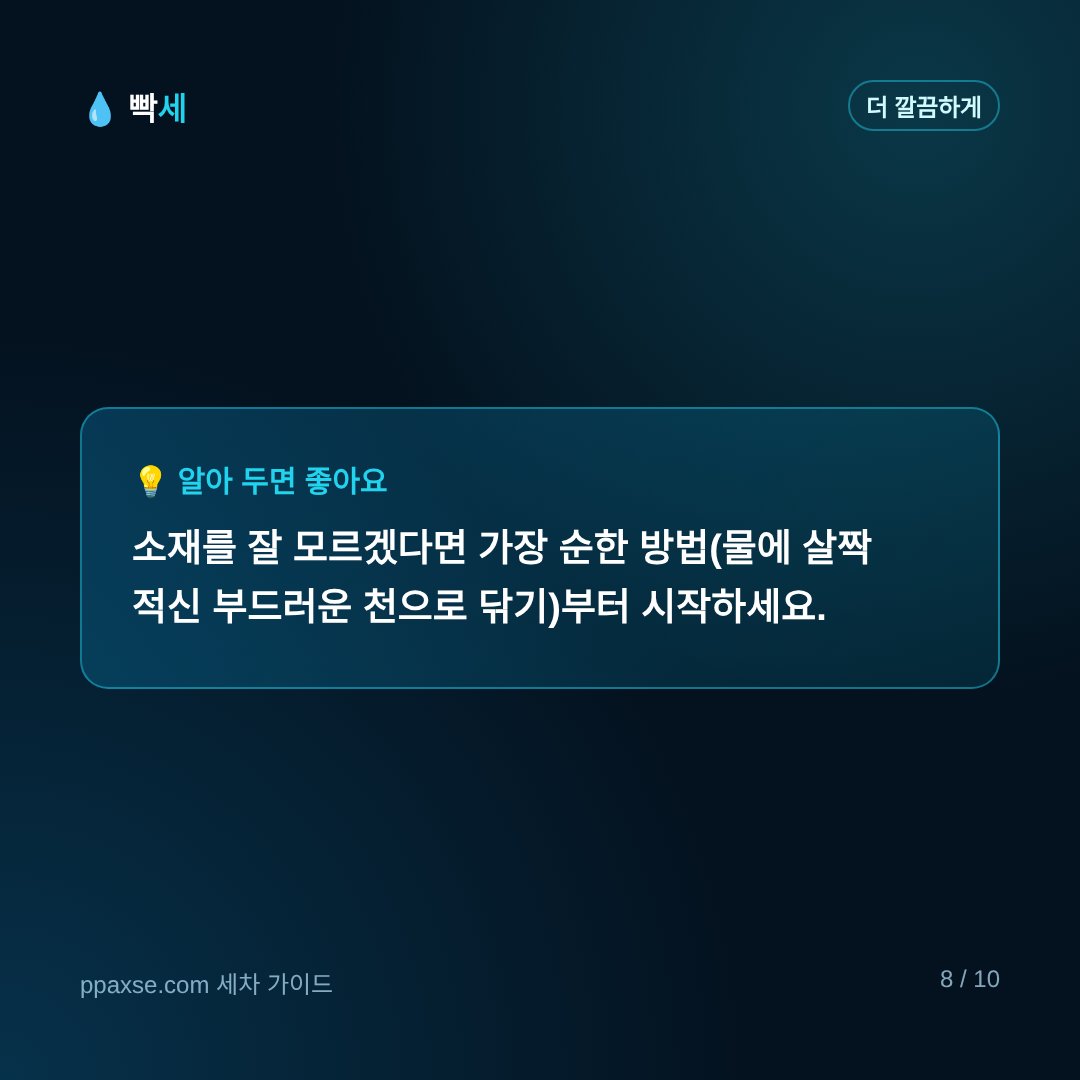 💧 빡세
더 깔끔하게
💡 알아 두면 좋아요
소재를 잘 모르겠다면 가장 순한 방법(물에 살짝
적신 부드러운 천으로 닦기)부터 시작하세요.
ppaxse.com 세차 가이드
8 / 10